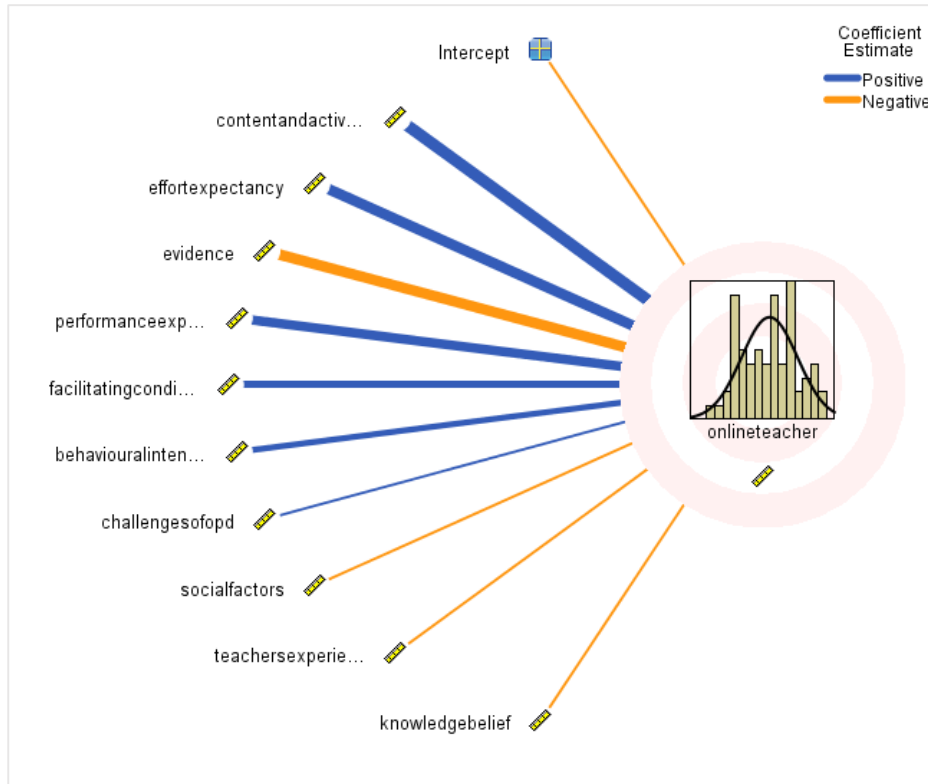 Coefficient
Estimate
Positive
Negative
Intercept
contentandactiv...
effortexpectancy
evidence
performanceexp...
facilitatingcondi...
behaviouralinten...
challengesofopd
socialfactors
teachersexperie...
knowledgebelief
onlineteacher